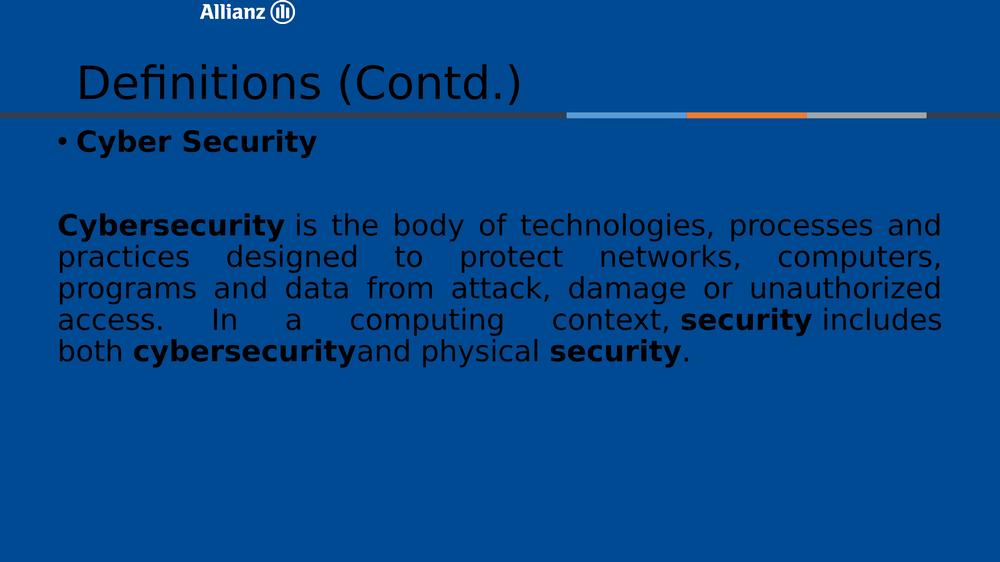 Allianz
Definitions (Contd.)
• Cyber Security
Cybersecurity is the body of technologies, processes and
practices designed to protect networks, computers,
programs and data from attack, damage or unauthorized
access. In a computing context, security includes
both cybersecurityand physical security.